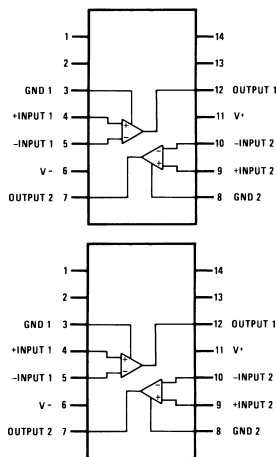 1 14
2 13
GND 1 3 12 OUTPUT 1
+INPUT 1 4 + 11 V+
−INPUT 1 5 − − 10 −INPUT 2
V− 6 + 9 +INPUT 2
OUTPUT 2 7 8 GND 2
1 14
2 13
GND 1 3 12 OUTPUT 1
+INPUT 1 4 + 11 V+
−INPUT 1 5 − − 10 −INPUT 2
V− 6 + 9 +INPUT 2
OUTPUT 2 7 8 GND 2